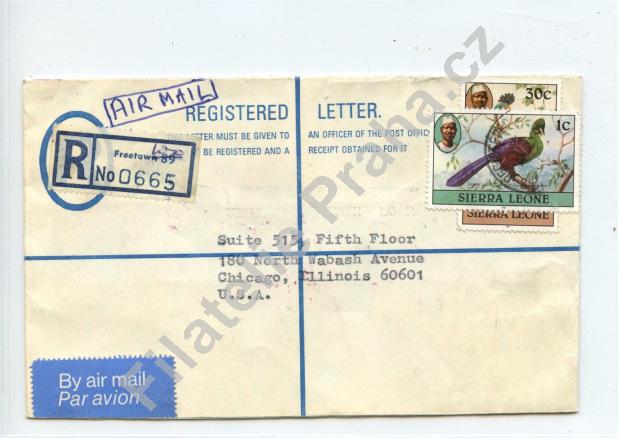 AIR MAIL
REGISTERED LETTER.
THIS LETTER MUST BE GIVEN TO AN OFFICER OF THE POST OFFIC
BE REGISTERED AND A RECEIPT OBTAINED FOR IT
R
Freetown 89
No 0665
30c
1c
SIERRA LEONE
SIERRA LEONE
Suite 515, Fifth Floor
180 North Wabash Avenue
Chicago, Illinois 60601
U.S.A.
By air mail
Par avion
Filatelie Praha.cz